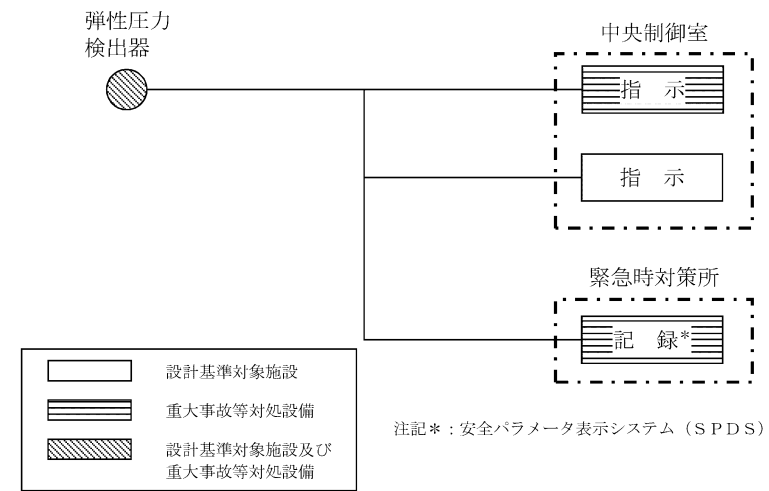 弾性圧力
検出器
中央制御室
指　示
指　示
緊急時対策所
記　録*
設計基準対象施設
重大事故等対処設備
設計基準対象施設及び
重大事故等対処設備
注記＊：安全パラメータ表示システム（ＳＰＤＳ）